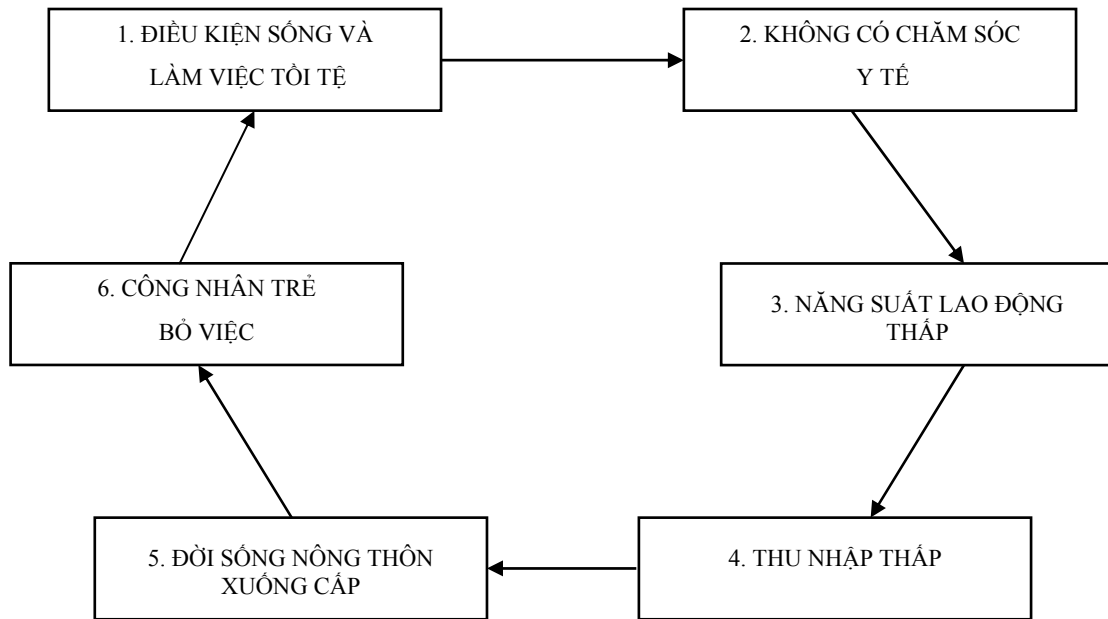 1. ĐIỀU KIỆN SỐNG VÀ
LÀM VIỆC TỒI TỆ
2. KHÔNG CÓ CHĂM SÓC
Y TẾ
3. NĂNG SUẤT LAO ĐỘNG
THẤP
4. THU NHẬP THẤP
5. ĐỜI SỐNG NÔNG THÔN
XUỐNG CẤP
6. CÔNG NHÂN TRẺ
BỎ VIỆC